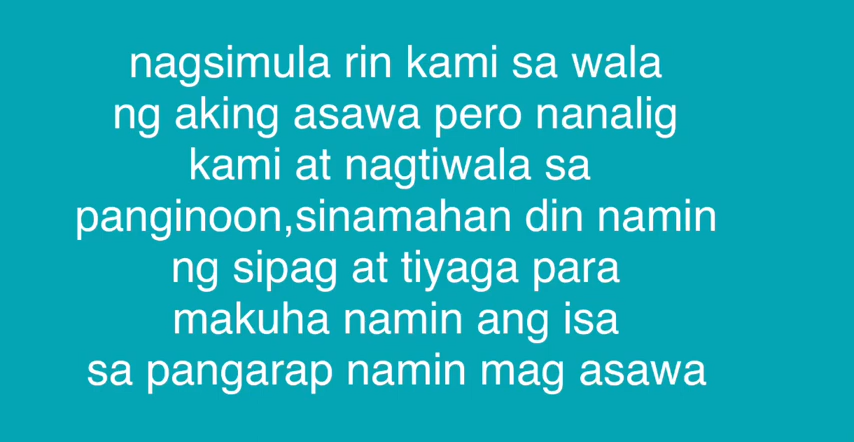 nagsimula rin kami sa wala
ng aking asawa pero nanalig
kami at nagtiwala sa
panginoon,sinamahan din namin
ng sipag at tiyaga para
makuha namin ang isa
sa pangarap namin mag asawa